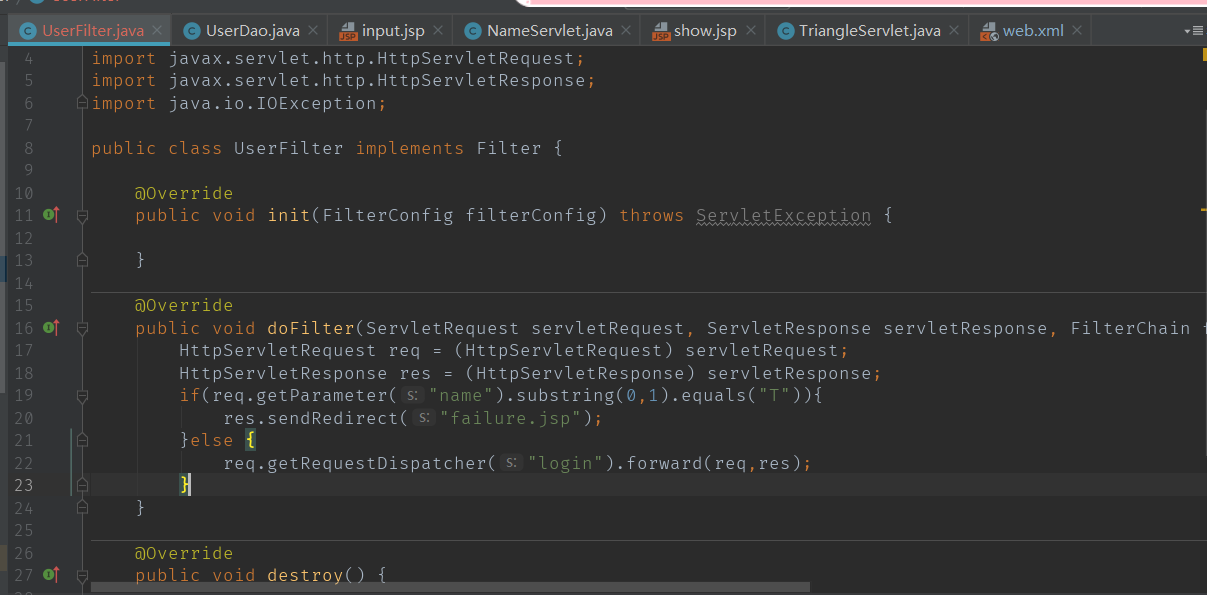 UserFilter.java UserDao.java input.jsp NameServlet.java show.jsp TriangleServlet.java web.xml
4 import javax.servlet.http.HttpServletRequest;
5 import javax.servlet.http.HttpServletResponse;
6 import java.io.IOException;
7
8 public class UserFilter implements Filter {
9
10 @Override
11 public void init(FilterConfig filterConfig) throws ServletException {
12
13 }
14
15 @Override
16 public void doFilter(ServletRequest servletRequest, ServletResponse servletResponse, FilterChain
17 HttpServletRequest req = (HttpServletRequest) servletRequest;
18 HttpServletResponse res = (HttpServletResponse) servletResponse;
19 if(req.getParameter( s: "name").substring(0,1).equals("T")){
20 res.sendRedirect( s: "failure.jsp");
21 }else {
22 req.getRequestDispatcher( s: "login").forward(req,res);
23 }
24 }
25
26 @Override
27 public void destroy() {